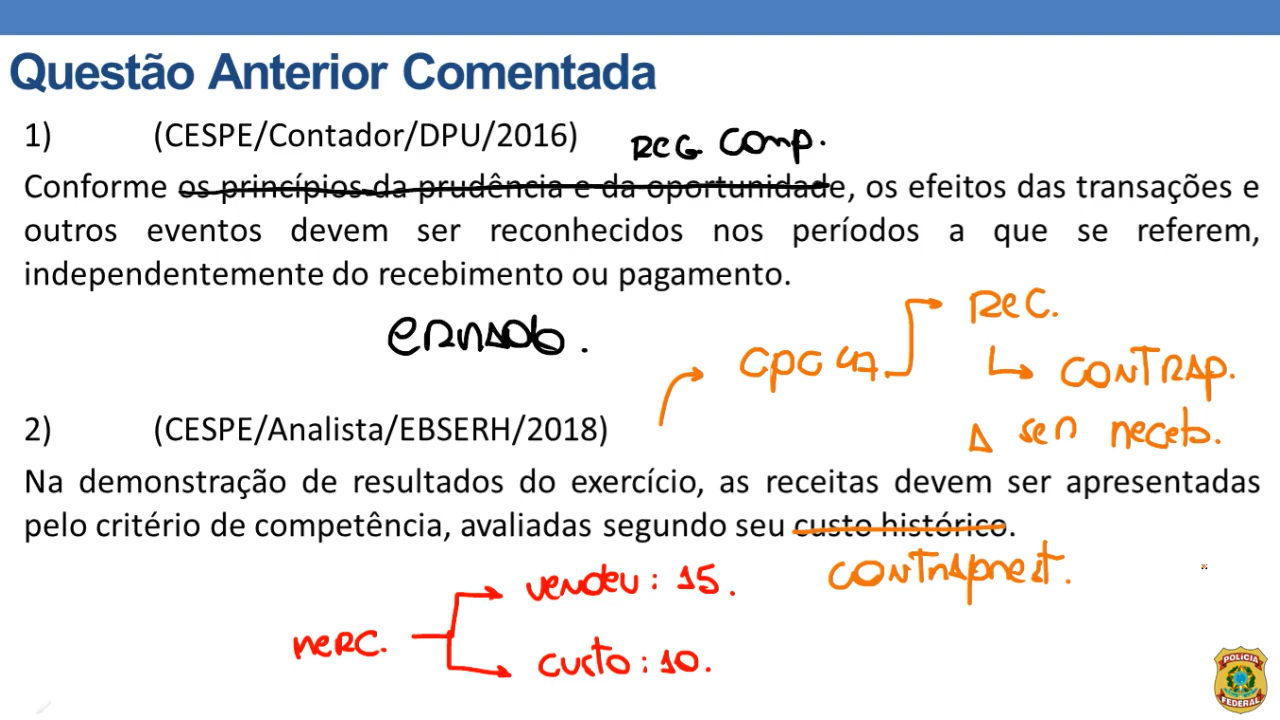 Questão Anterior Comentada
1) (CESPE/Contador/DPU/2016)
REG COMP.
Conforme os princípios da prudência e da oportunidade, os efeitos das transações e
outros eventos devem ser reconhecidos nos períodos a que se referem,
independentemente do recebimento ou pagamento.
ERRADO.
CPC 47
REC.
CONTRAP.
A SER RECEB.
2) (CESPE/Analista/EBSERH/2018)
Na demonstração de resultados do exercício, as receitas devem ser apresentadas
pelo critério de competência, avaliadas segundo seu custo histórico.
CONTRAPREST.
MERC.
VENDEU: 15.
CUSTO: 10.
POLÍCIA
FEDERAL